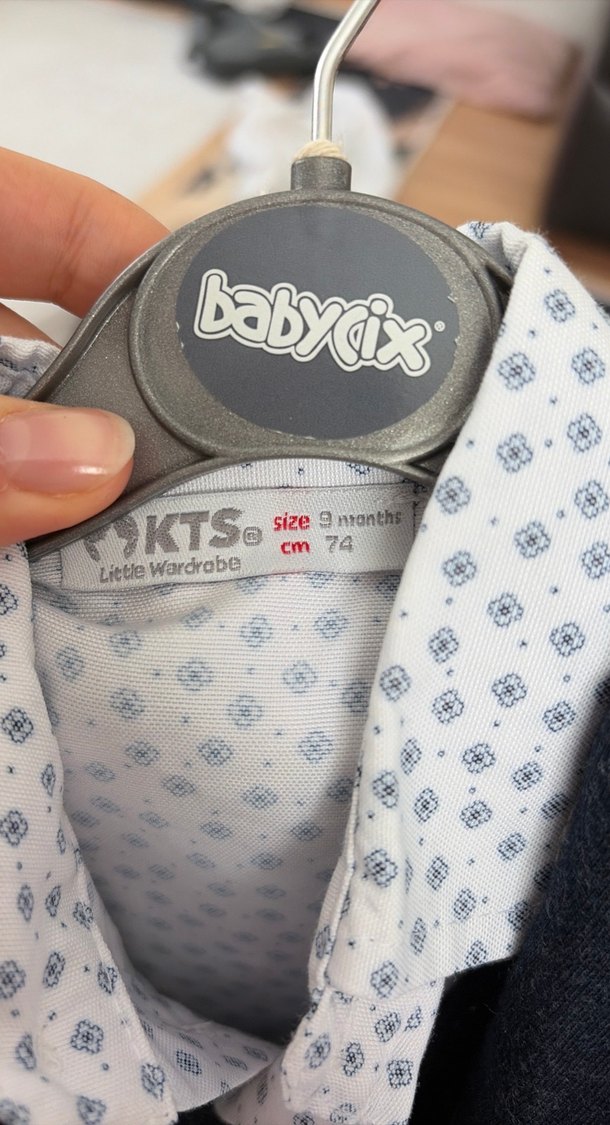 babycix®
KTS® size 9 months
Little Wardrobe cm 74